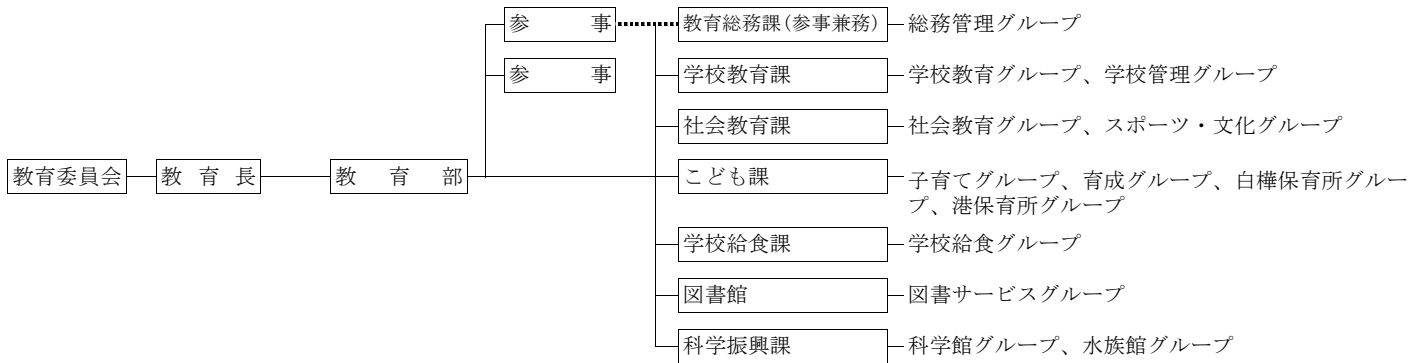 参　事
教育総務課(参事兼務)
総務管理グループ
参　事
学校教育課
学校教育グループ、学校管理グループ
社会教育課
社会教育グループ、スポーツ・文化グループ
教育委員会
教育長
教育部
こども課
子育てグループ、育成グループ、白樺保育所グルー
プ、港保育所グループ
学校給食課
学校給食グループ
図書館
図書サービスグループ
科学振興課
科学館グループ、水族館グループ